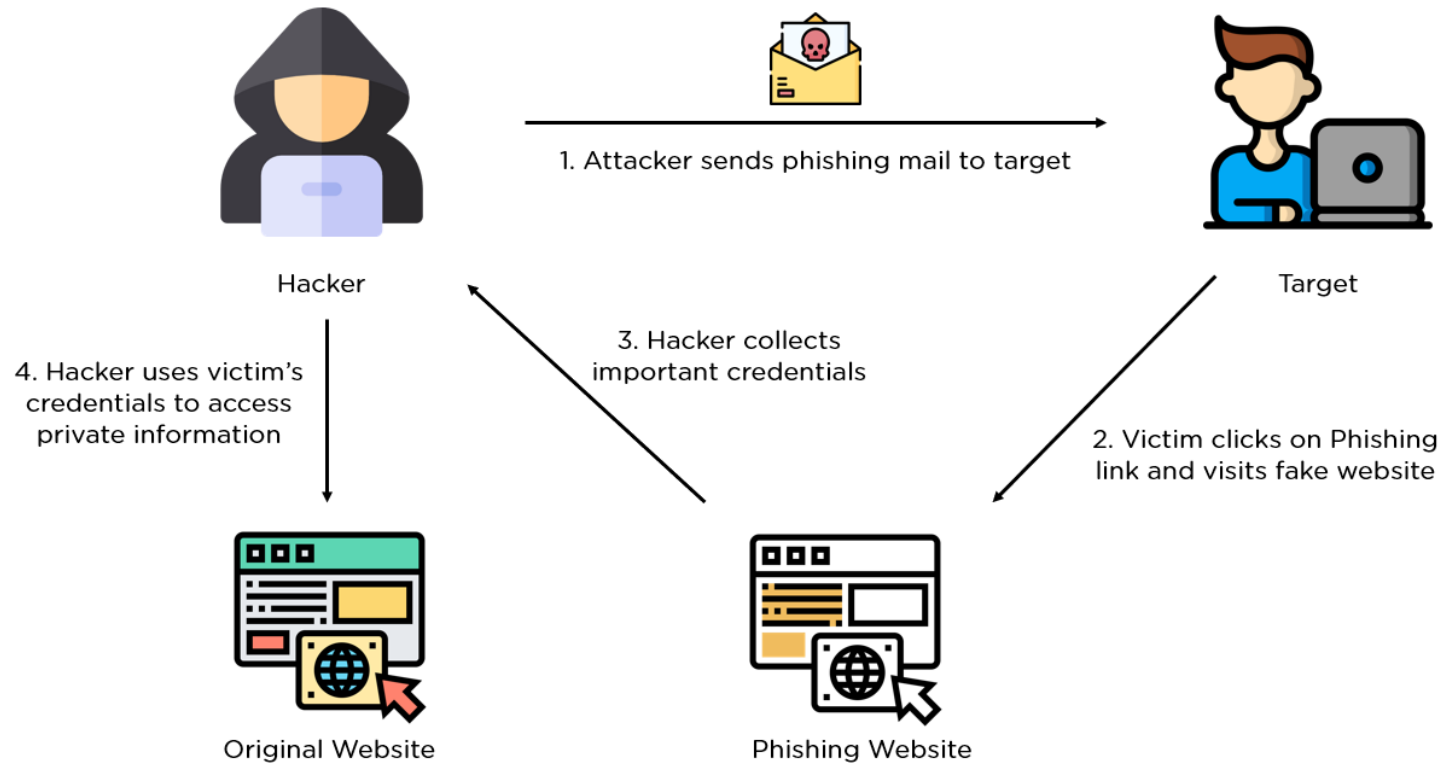 1. Attacker sends phishing mail to target
Hacker
Target
3. Hacker collects
important credentials
4. Hacker uses victim’s
credentials to access
private information
2. Victim clicks on Phishing
link and visits fake website
Original Website
Phishing Website